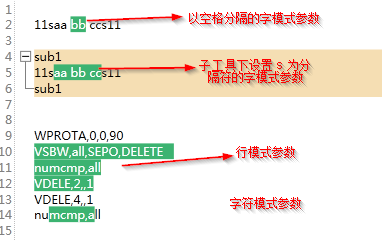 1
2 11saa bb ccs11 以空格分隔的字模式参数
3
4 sub1
5 11saa bb ccs11 子工具下设置 s 为分
隔符的字模式参数
6 sub1
7
8
9 WPROTA,0,0,90
10 VSBW,all,SEPO,DELETE
11 numcmp,all 行模式参数
12 VDELE,2,,1
13 VDELE,4,,1
14 numcmp,all 字符模式参数